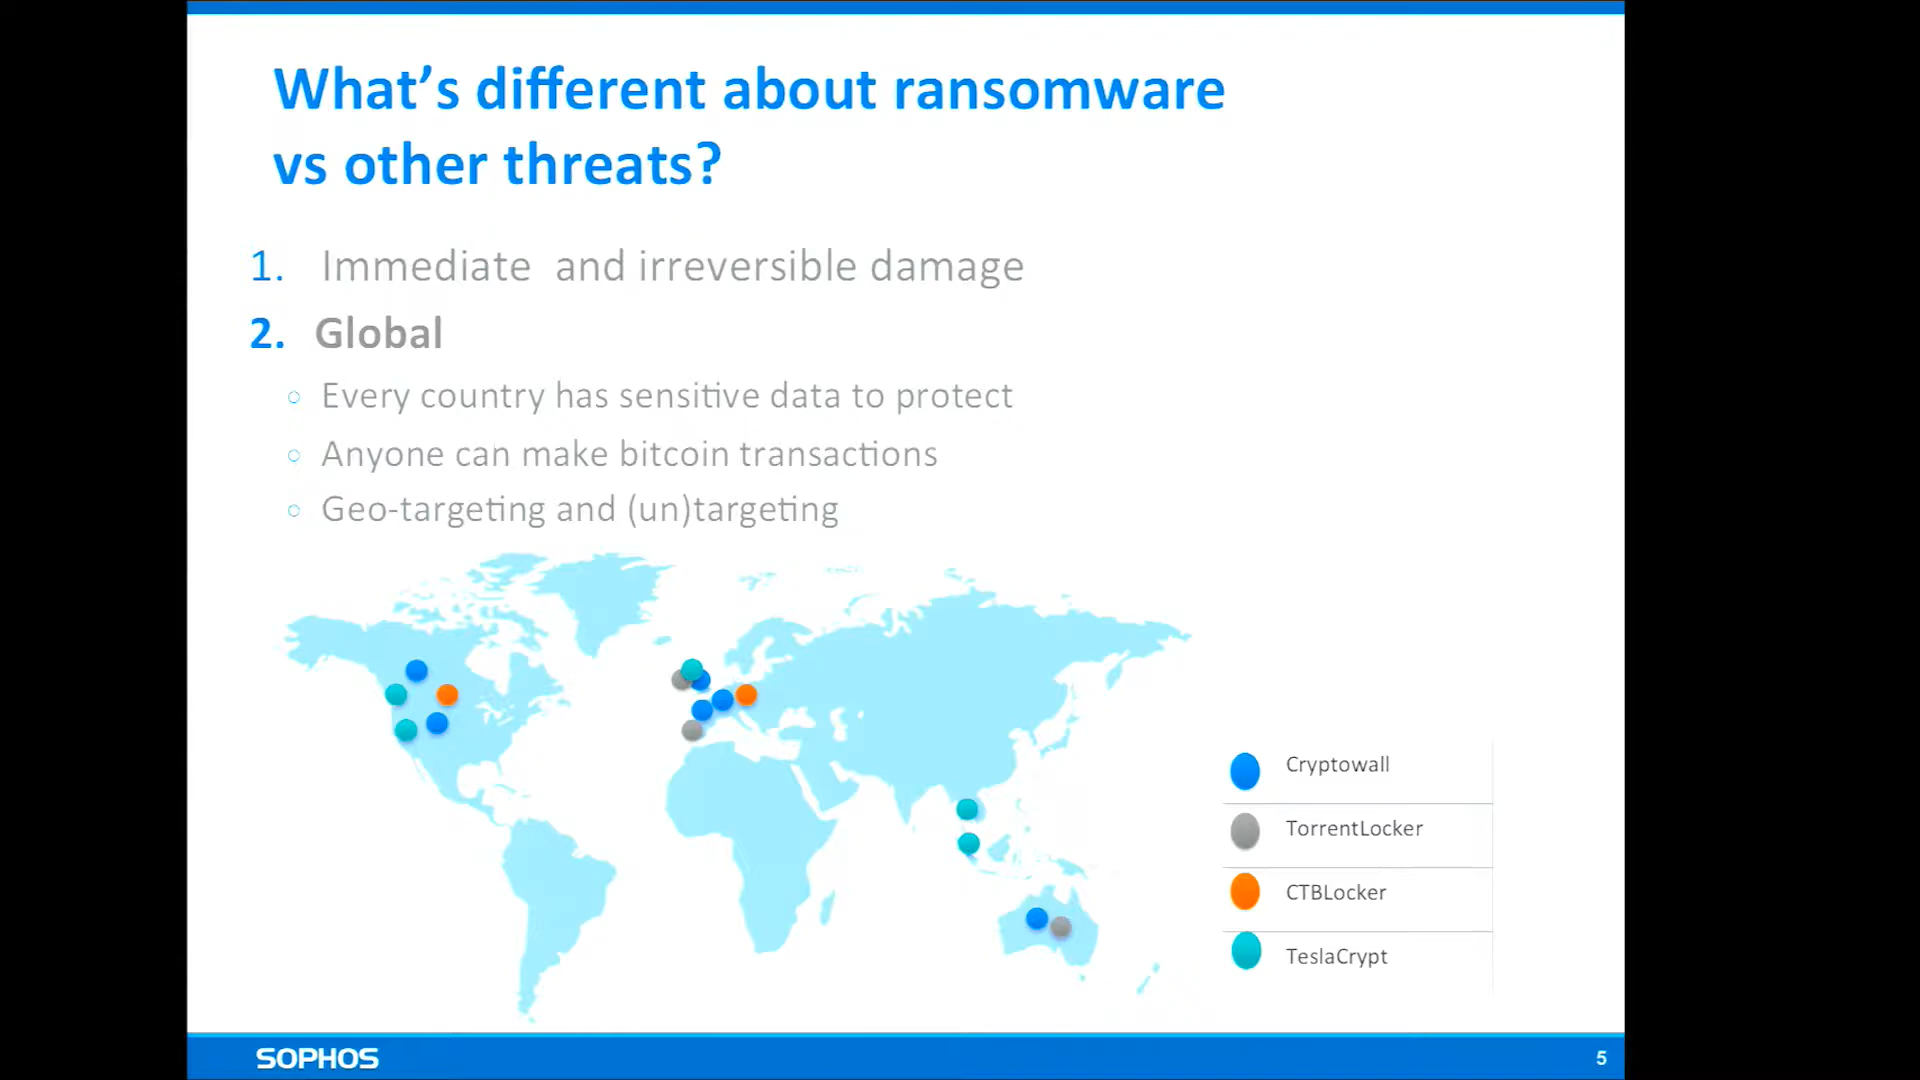 What's different about ransomware
vs other threats?
1. Immediate and irreversible damage
2. Global
○ Every country has sensitive data to protect
○ Anyone can make bitcoin transactions
○ Geo-targeting and (un)targeting
Cryptowall
TorrentLocker
CTBLocker
TeslaCrypt
SOPHOS
5